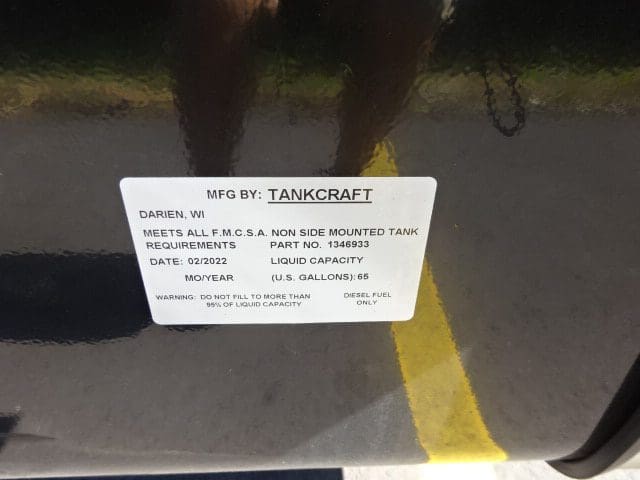 MFG BY: TANKCRAFT
DARIEN, WI
MEETS ALL F.M.C.S.A. NON SIDE MOUNTED TANK
REQUIREMENTS PART NO. 1346933
DATE: 02/2022 LIQUID CAPACITY
MO/YEAR (U.S. GALLONS): 65
WARNING: DO NOT FILL TO MORE THAN DIESEL FUEL
95% OF LIQUID CAPACITY ONLY